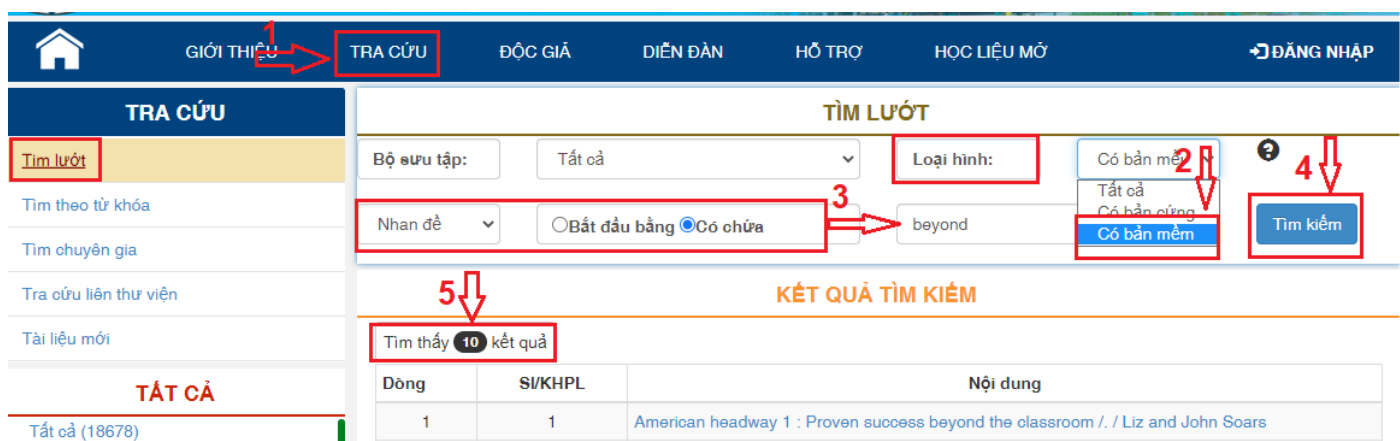 GIỚI THIỆU TRA CỨU ĐỘC GIẢ DIỄN ĐÀN HỖ TRỢ HỌC LIỆU MỞ ĐĂNG NHẬP
1
TRA CỨU
Tìm lướt
Tìm theo từ khóa
Tìm chuyên gia
Tra cứu liên thư viện
Tài liệu mới
TẤT CẢ
Tất cả (18678)
TÌM LƯỚT
Bộ sưu tập: Tất cả Loại hình: Có bản mềm
2
4
Tất cả
Có bản cứng
Có bản mềm
3
Nhan đề Bắt đầu bằng Có chứa beyond Tìm kiếm
5
KẾT QUẢ TÌM KIẾM
Tìm thấy 10 kết quả
Dòng SI/KHPL Nội dung
1 1 American headway 1 : Proven success beyond the classroom /. / Liz and John Soars